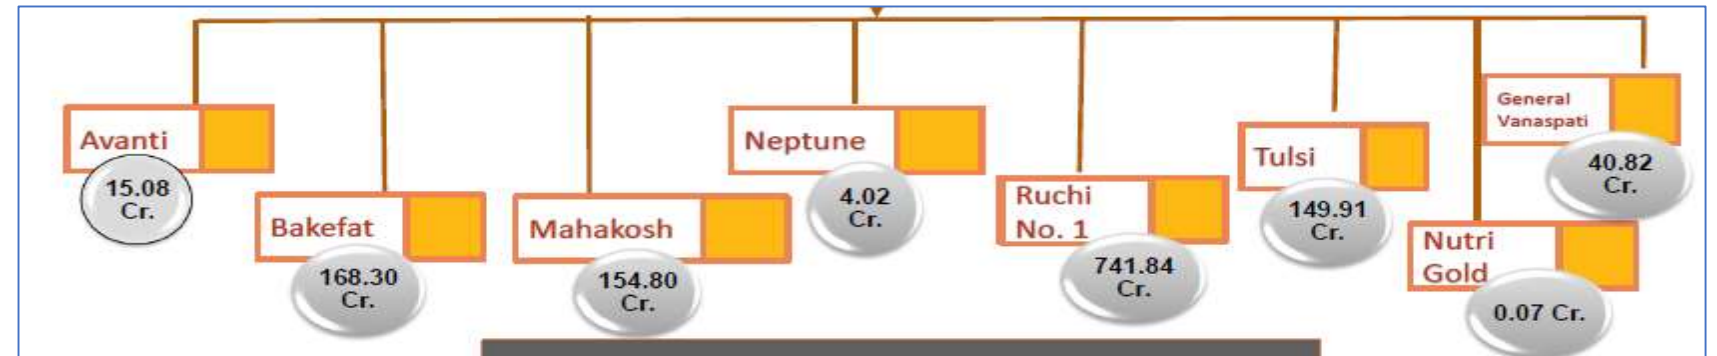 Avanti
15.08
Cr.
Bakefat
168.30
Cr.
Mahakosh
154.80
Cr.
Neptune
4.02
Cr.
Ruchi
No. 1
741.84
Cr.
Tulsi
149.91
Cr.
Nutri
Gold
0.07 Cr.
General
Vanaspati
40.82
Cr.